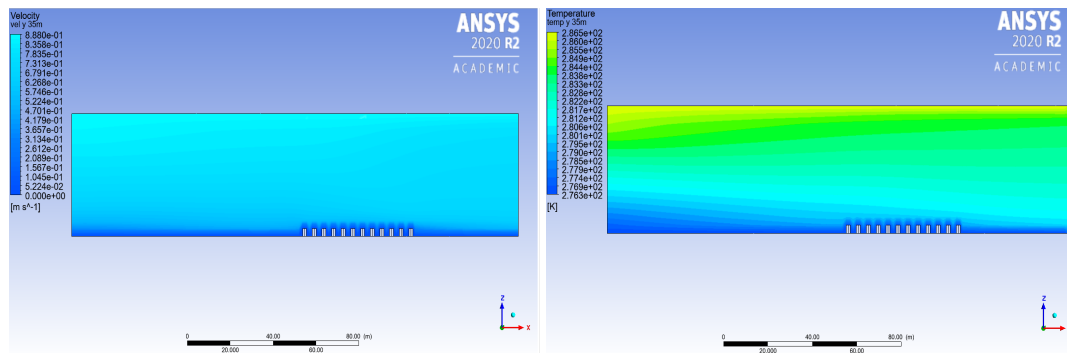 Velocity
vel y 35m
8.880e-01
8.358e-01
7.835e-01
7.313e-01
6.791e-01
6.268e-01
5.746e-01
5.224e-01
4.701e-01
4.179e-01
3.657e-01
3.134e-01
2.612e-01
2.089e-01
1.567e-01
1.045e-01
5.224e-02
0.000e+00
[m s^-1]
ANSYS
2020 R2
ACADEMIC
Z
X
0 40.00 80.00 (m)
20.000 60.00
Temperature
temp y 35m
2.865e+02
2.860e+02
2.855e+02
2.849e+02
2.844e+02
2.838e+02
2.833e+02
2.828e+02
2.822e+02
2.817e+02
2.812e+02
2.806e+02
2.801e+02
2.795e+02
2.790e+02
2.785e+02
2.779e+02
2.774e+02
2.769e+02
2.763e+02
[K]
ANSYS
2020 R2
ACADEMIC
Z
0 40.00 80.00 (m)
20.000 60.00